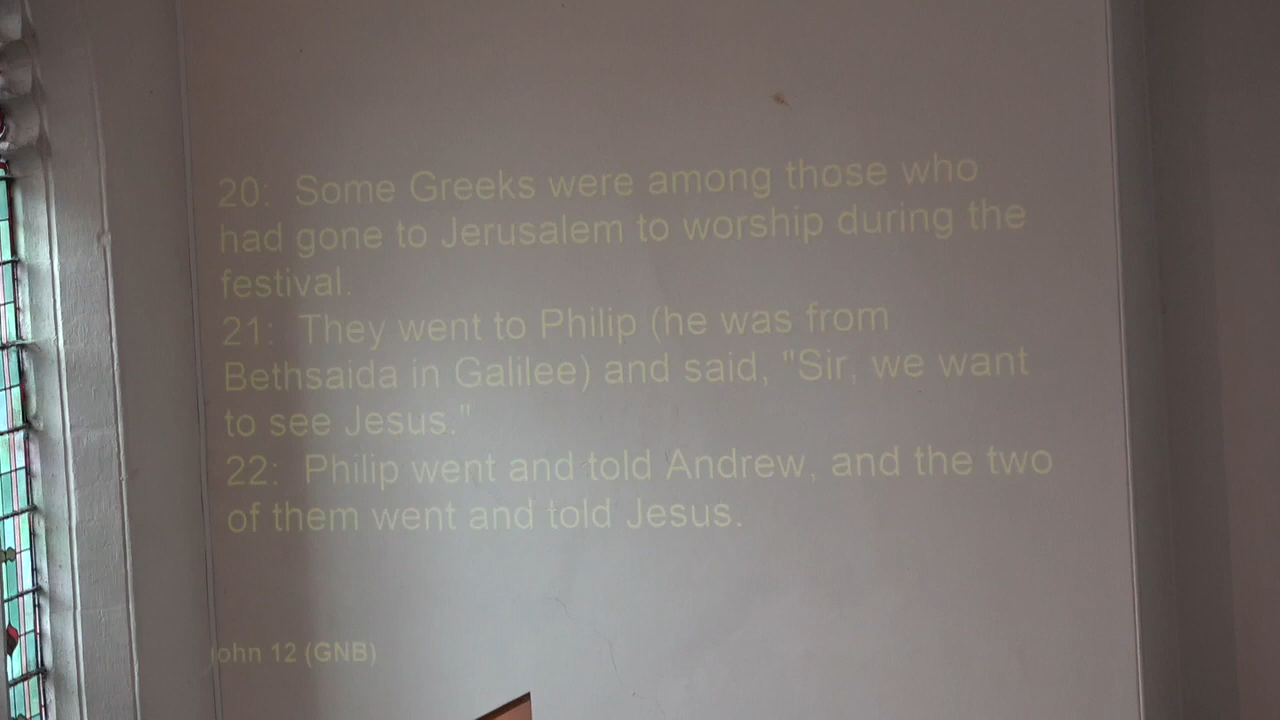 20: Some Greeks were among those who
had gone to Jerusalem to worship during the
festival.
21: They went to Philip (he was from
Bethsaida in Galilee) and said, "Sir, we want
to see Jesus."
22: Philip went and told Andrew, and the two
of them went and told Jesus.
John 12 (GNB)